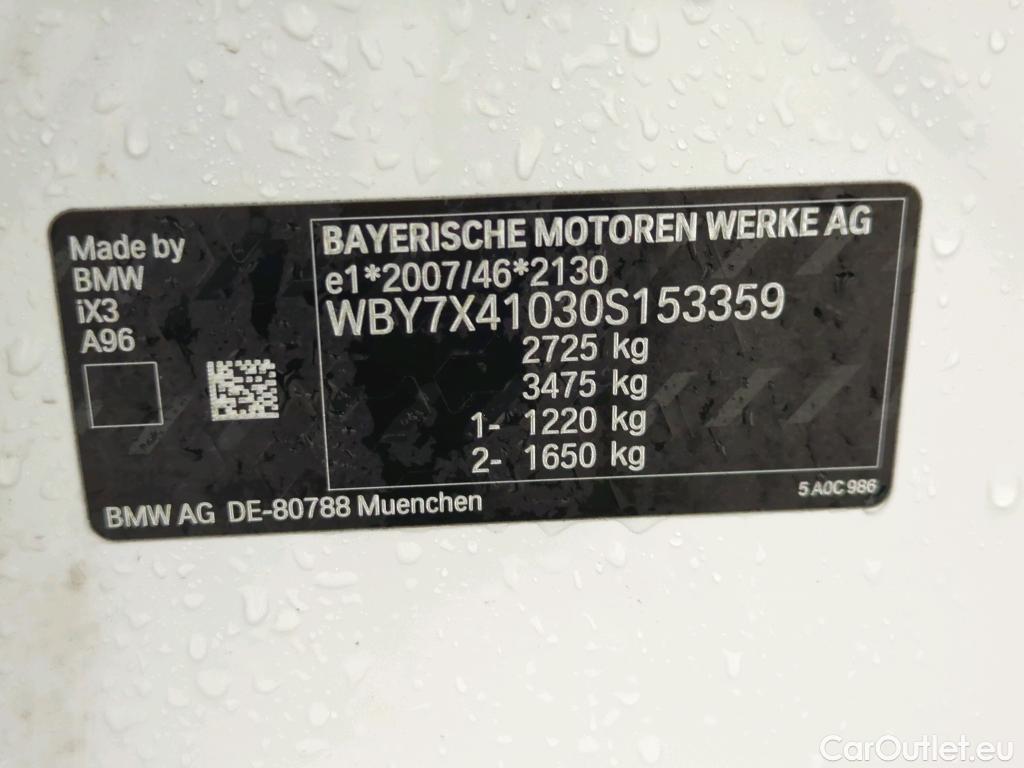 Made by
BMW
iX3
A96
BAYERISCHE MOTOREN WERKE AG
e1*2007/46*2130
WBY7X41030S153359
2725 kg
3475 kg
1- 1220 kg
2- 1650 kg
5 A0C 986
BMW AG DE-80788 Muenchen
CarOutlet.eu